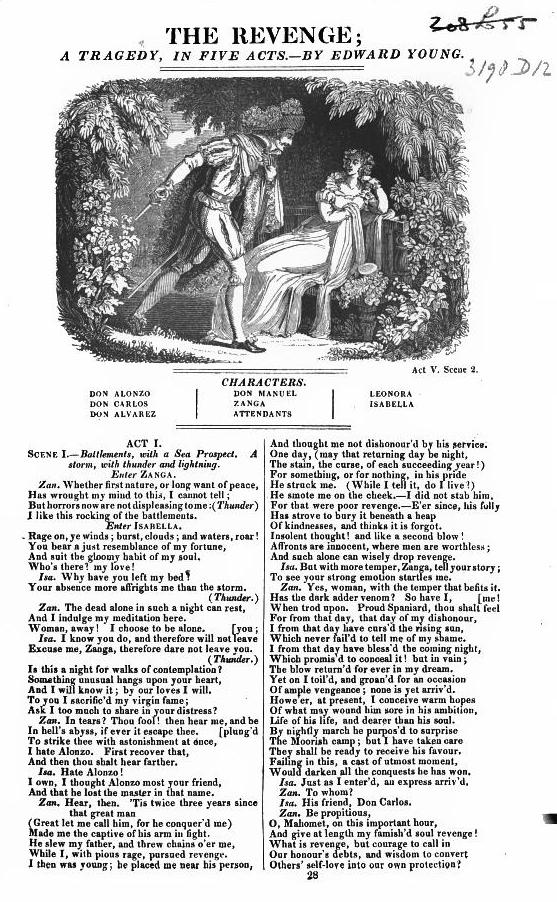 208 L 55
3198 D/2
THE REVENGE;
A TRAGEDY, IN FIVE ACTS.—BY EDWARD YOUNG.
Act V. Scene 2.
CHARACTERS.
DON ALONZO
DON CARLOS
DON ALVAREZ
DON MANUEL
ZANGA
ATTENDANTS
LEONORA
ISABELLA
ACT I.
SCENE I.—Battlements, with a Sea Prospect. A
storm, with thunder and lightning.
Enter ZANGA.
Zan. Whether first nature, or long want of peace,
Has wrought my mind to this, I cannot tell;
But horrors now are not displeasing to me: (Thunder)
I like this rocking of the battlements.
Enter ISABELLA.
Rage on, ye winds; burst, clouds; and waters, roar!
You bear a just resemblance of my fortune,
And suit the gloomy habit of my soul.
Who's there? my love!
Isa. Why have you left my bed?
Your absence more affrights me than the storm.
(Thunder.)
Zan. The dead alone in such a night can rest,
And I indulge my meditation here.
Woman, away! I choose to be alone. [you;
Isa. I know you do, and therefore will not leave
Excuse me, Zanga, therefore dare not leave you.
(Thunder.)
Is this a night for walks of contemplation?
Something unusual hangs upon your heart,
And I will know it; by our loves I will.
To you I sacrific'd my virgin fame;
Ask I too much to share in your distress?
Zan. In tears? Thou fool! then hear me, and be
In hell's abyss, if ever it escape thee. [plung'd
To strike thee with astonishment at once,
I hate Alonzo. First recover that,
And then thou shalt hear farther.
Isa. Hate Alonzo!
I own, I thought Alonzo most your friend,
And that he lost the master in that name.
Zan. Hear, then. 'Tis twice three years since
that great man
(Great let me call him, for he conquer'd me)
Made me the captive of his arm in fight.
He slew my father, and threw chains o'er me,
While I, with pious rage, pursued revenge.
I then was young; he placed me near his person,
And thought me not dishonour'd by his service.
One day, (may that returning day be night,
The stain, the curse, of each succeeding year!)
For something, or for nothing, in his pride
He struck me. (While I tell it, do I live?)
He smote me on the cheek.—I did not stab him,
For that were poor revenge.—E'er since, his folly
Has strove to bury it beneath a heap
Of kindnesses, and thinks it is forgot.
Insolent thought! and like a second blow!
Affronts are innocent, where men are worthless;
And such alone can wisely drop revenge.
Isa. But with more temper, Zanga, tell your story;
To see your strong emotion startles me.
Zan. Yes, woman, with the temper that befits it.
Has the dark adder venom? So have I, [me!
When trod upon. Proud Spaniard, thou shalt feel
For from that day, that day of my dishonour,
I from that day have curs'd the rising sun,
Which never fail'd to tell me of my shame.
I from that day have bless'd the coming night,
Which promis'd to conceal it! but in vain;
The blow return'd for ever in my dream.
Yet on I toil'd, and groan'd for an occasion
Of ample vengeance; none is yet arriv'd.
Howe'er, at present, I conceive warm hopes
Of what may wound him sore in his ambition,
Life of his life, and dearer than his soul.
By nightly march he purpos'd to surprise
The Moorish camp; but I have taken care
They shall be ready to receive his favour.
Failing in this, a cast of utmost moment,
Would darken all the conquests he has won.
Isa. Just as I enter'd, an express arriv'd.
Zan. To whom?
Isa. His friend, Don Carlos.
Zan. Be propitious,
O, Mahomet, on this important hour,
And give at length my famish'd soul revenge!
What is revenge, but courage to call in
Our honour's debts, and wisdom to convert
Others' self-love into our own protection?
28